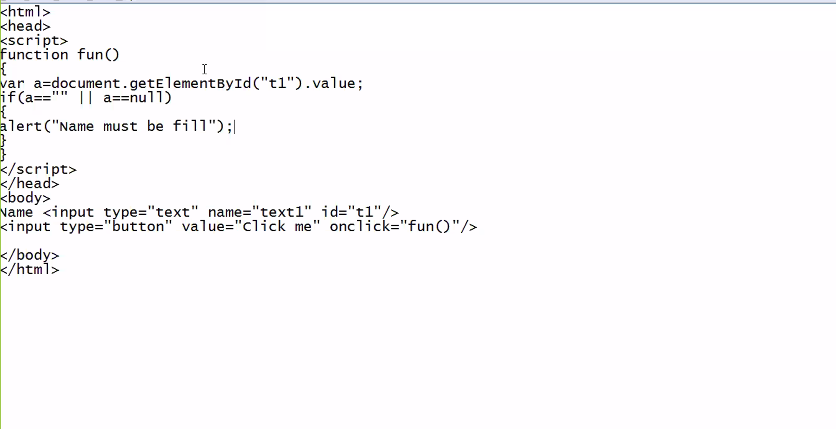 <html>
<head>
<script>
function fun()
{
var a=document.getElementById("t1").value;
if(a=="" || a==null)
{
alert("Name must be fill");
}
}
</script>
</head>
<body>
Name <input type="text" name="text1" id="t1"/>
<input type="button" value="Click me" onclick="fun()"/>
</body>
</html>